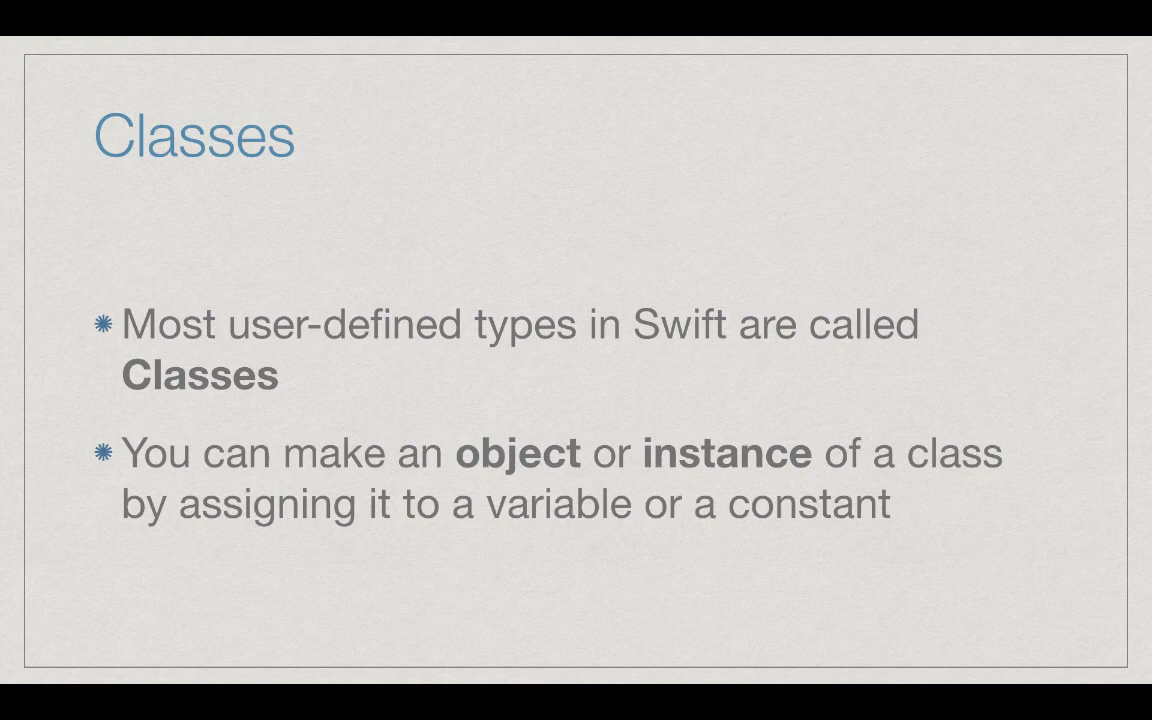 Classes
Most user-defined types in Swift are called
Classes
You can make an object or instance of a class
by assigning it to a variable or a constant